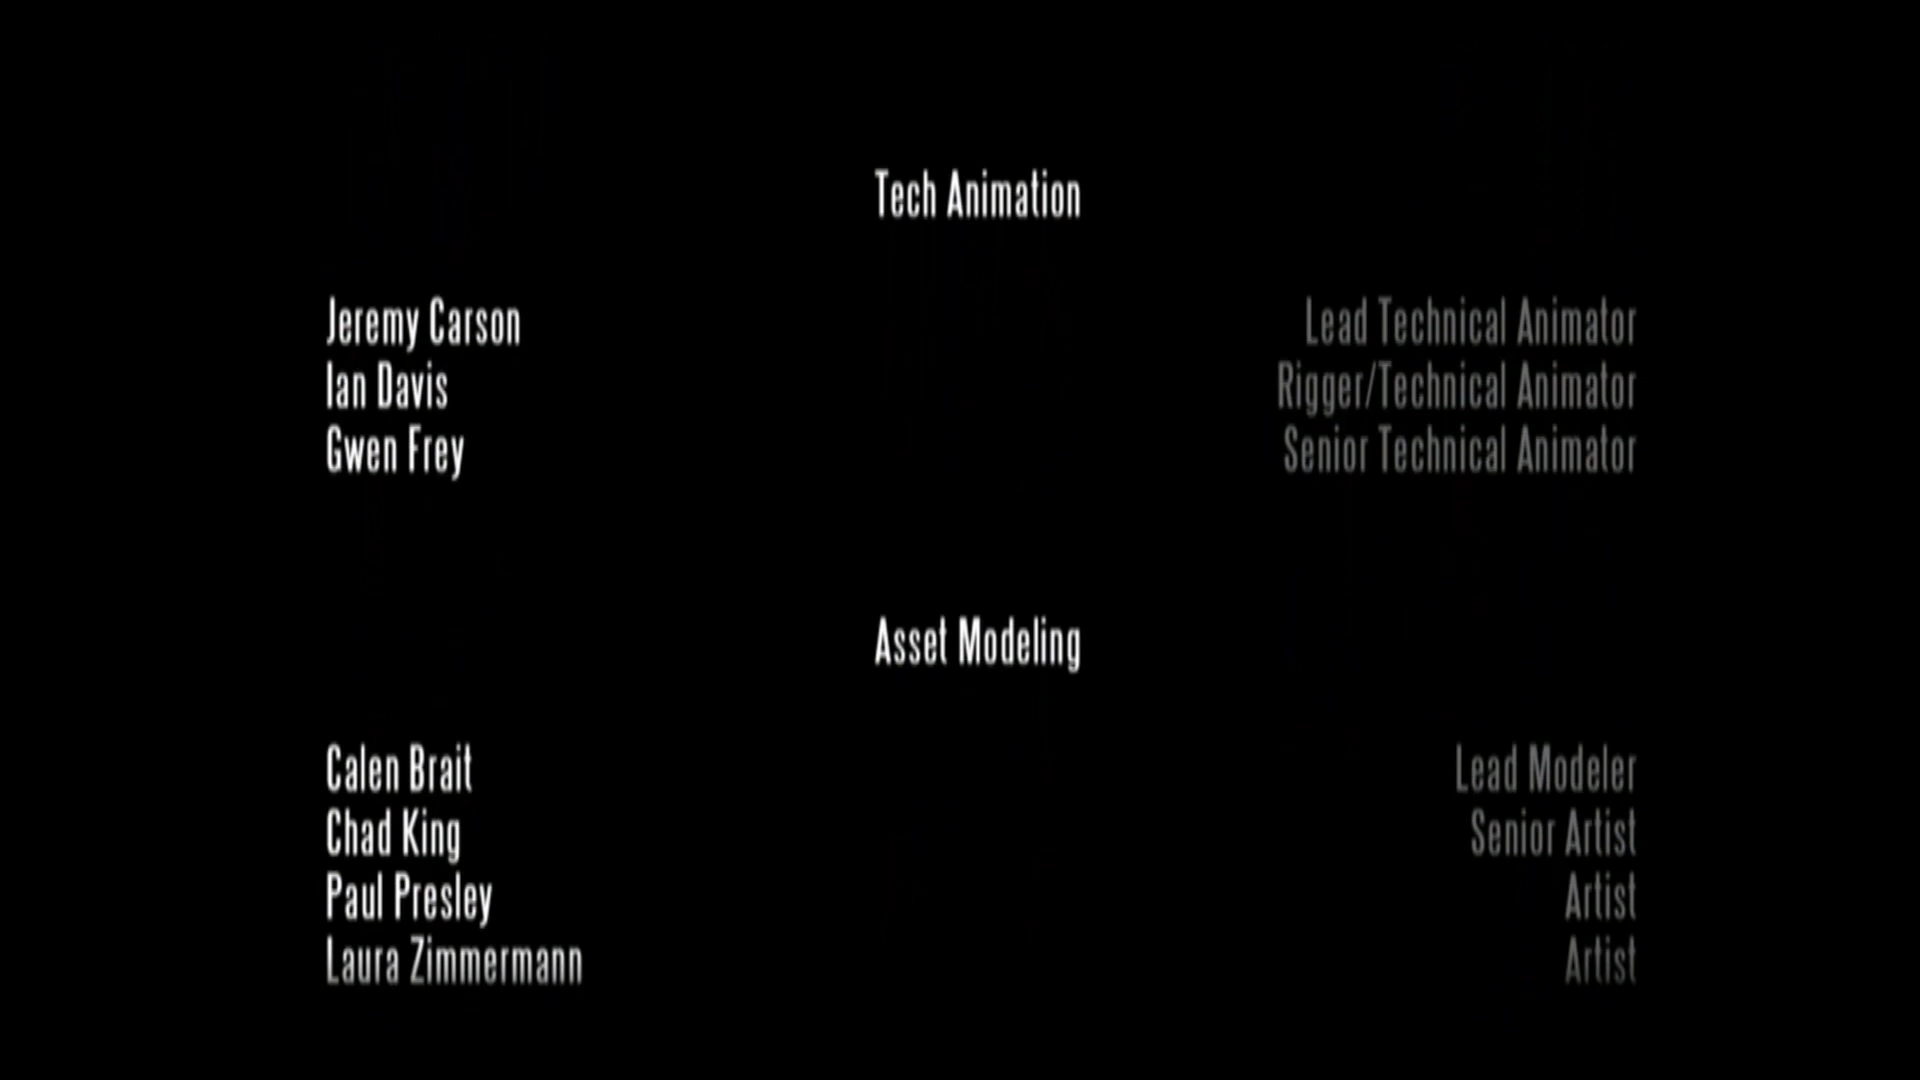 Tech Animation
Jeremy Carson Lead Technical Animator
Ian Davis Rigger/Technical Animator
Gwen Frey Senior Technical Animator
Asset Modeling
Calen Brait Lead Modeler
Chad King Senior Artist
Paul Presley Artist
Laura Zimmermann Artist